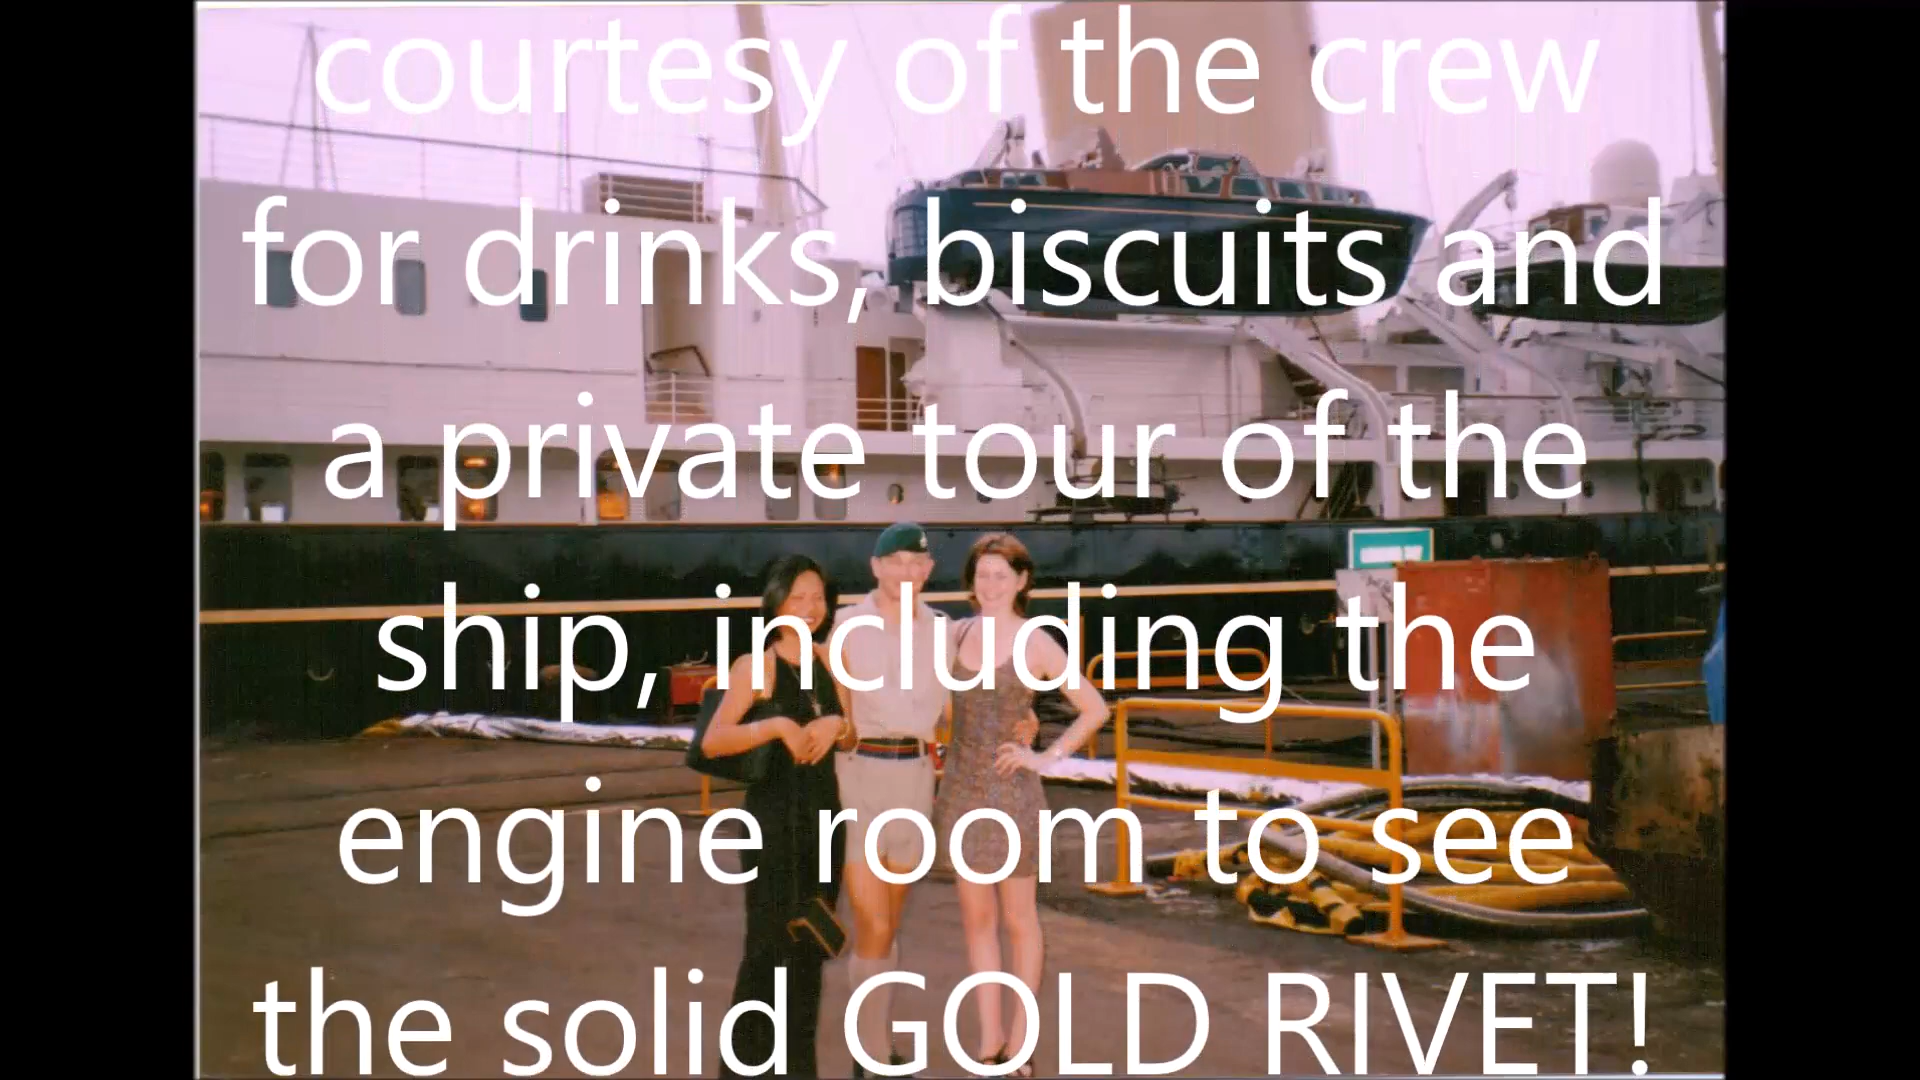 courtesy of the crew
for drinks, biscuits and
a private tour of the
ship, including the
engine room to see
the solid GOLD RIVET!